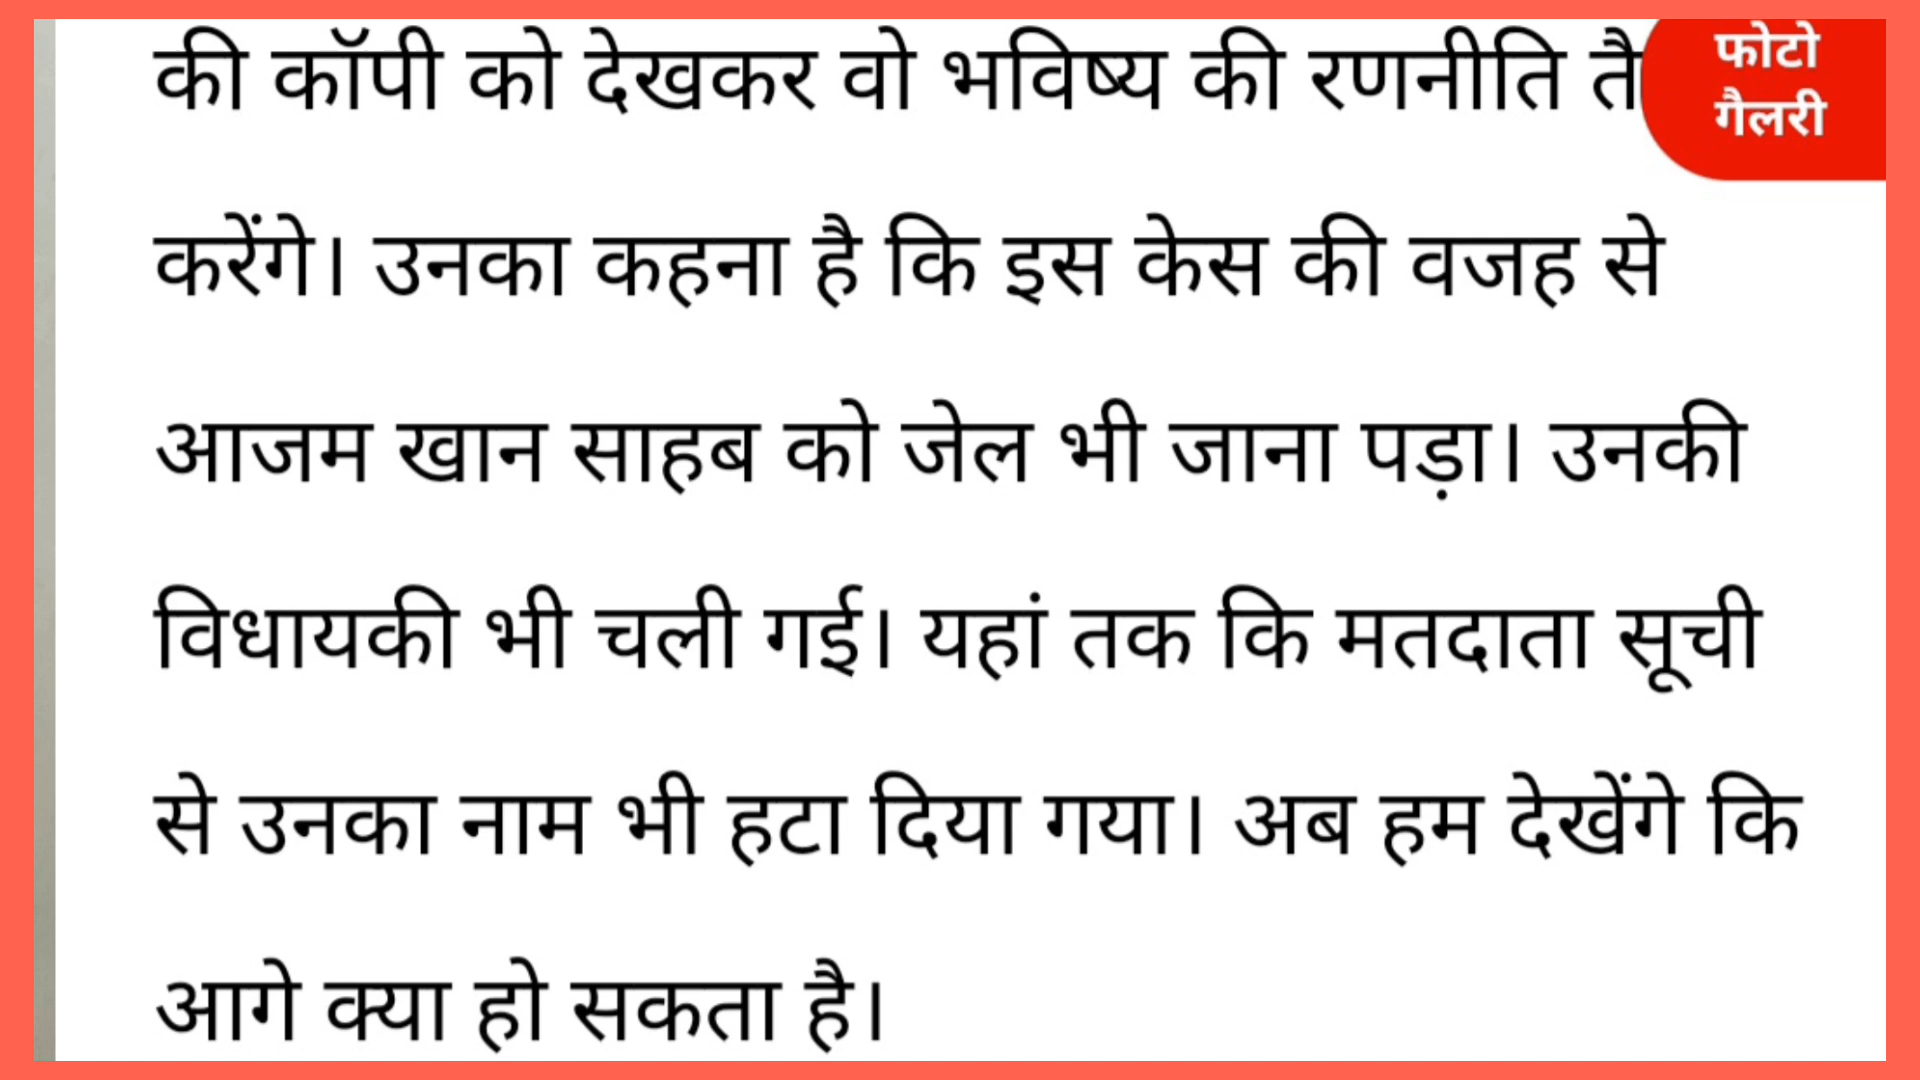 की कॉपी को देखकर वो भविष्य की रणनीति तै
फोटो
गैलरी
करेंगे। उनका कहना है कि इस केस की वजह से
आजम खान साहब को जेल भी जाना पड़ा। उनकी
विधायकी भी चली गई। यहां तक कि मतदाता सूची
से उनका नाम भी हटा दिया गया। अब हम देखेंगे कि
आगे क्या हो सकता है।